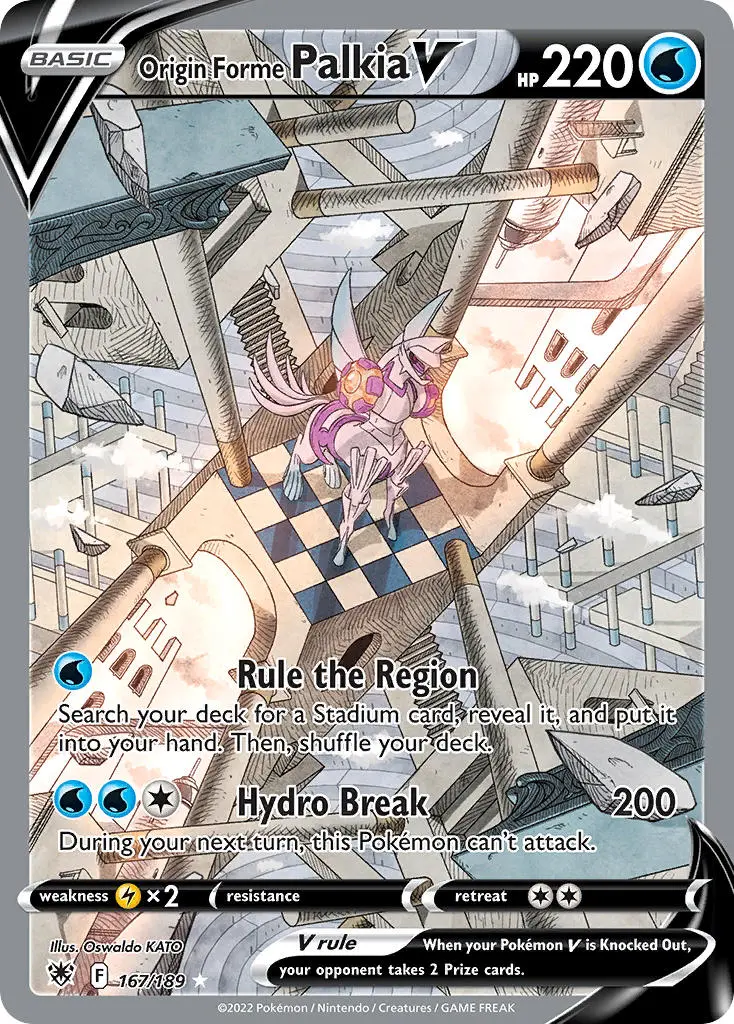 BASIC Origin Forme Palkia V HP 220
Rule the Region
Search your deck for a Stadium card, reveal it, and put it
into your hand. Then, shuffle your deck.
Hydro Break 200
During your next turn, this Pokémon can't attack.
weakness ×2 resistance retreat
Illus. Oswaldo KATO
V rule When your Pokémon V is Knocked Out,
your opponent takes 2 Prize cards.
F 167/189
©2022 Pokémon / Nintendo / Creatures / GAME FREAK